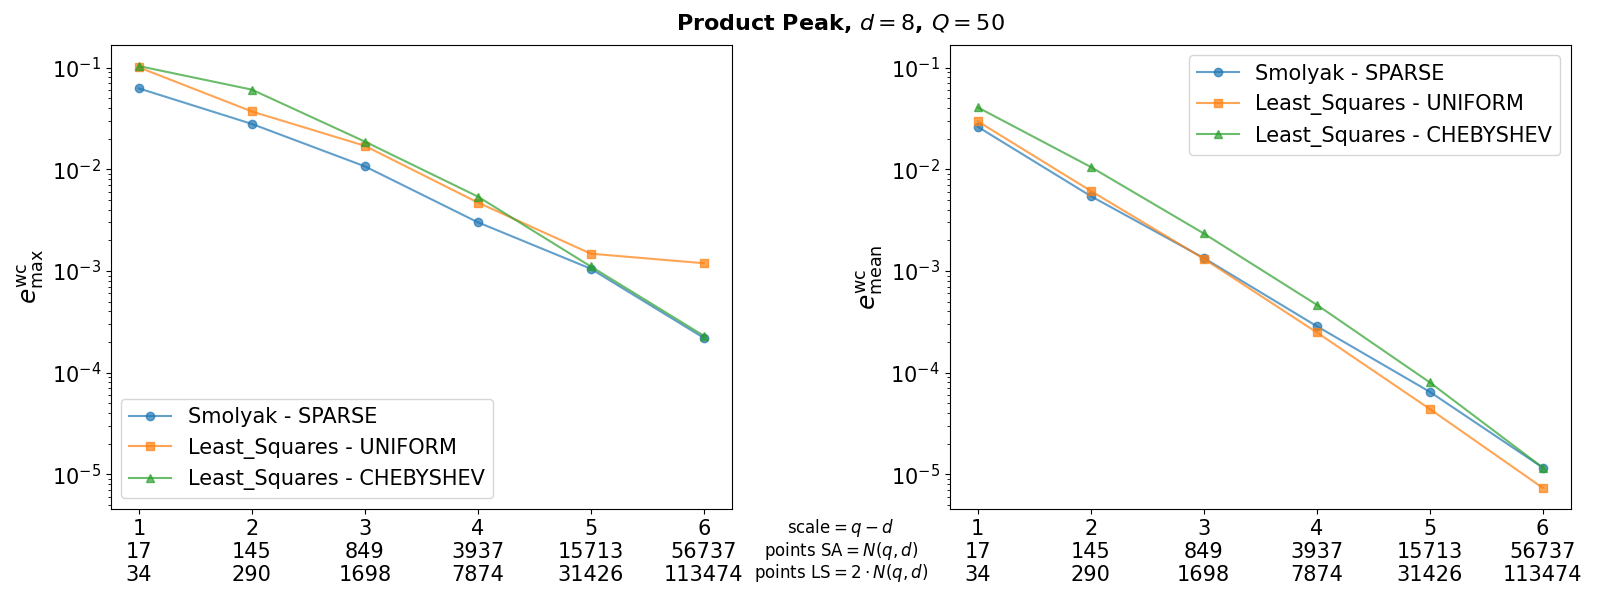 Product Peak, d = 8, Q = 50
e^wc_max
10^-1
10^-2
10^-3
10^-4
10^-5
Smolyak - SPARSE
Least_Squares - UNIFORM
Least_Squares - CHEBYSHEV
1 2 3 4 5 6
17 145 849 3937 15713 56737
34 290 1698 7874 31426 113474
scale = q − d
points SA = N(q, d)
points LS = 2 · N(q, d)
e^wc_mean
10^-1
10^-2
10^-3
10^-4
10^-5
Smolyak - SPARSE
Least_Squares - UNIFORM
Least_Squares - CHEBYSHEV
1 2 3 4 5 6
17 145 849 3937 15713 56737
34 290 1698 7874 31426 113474